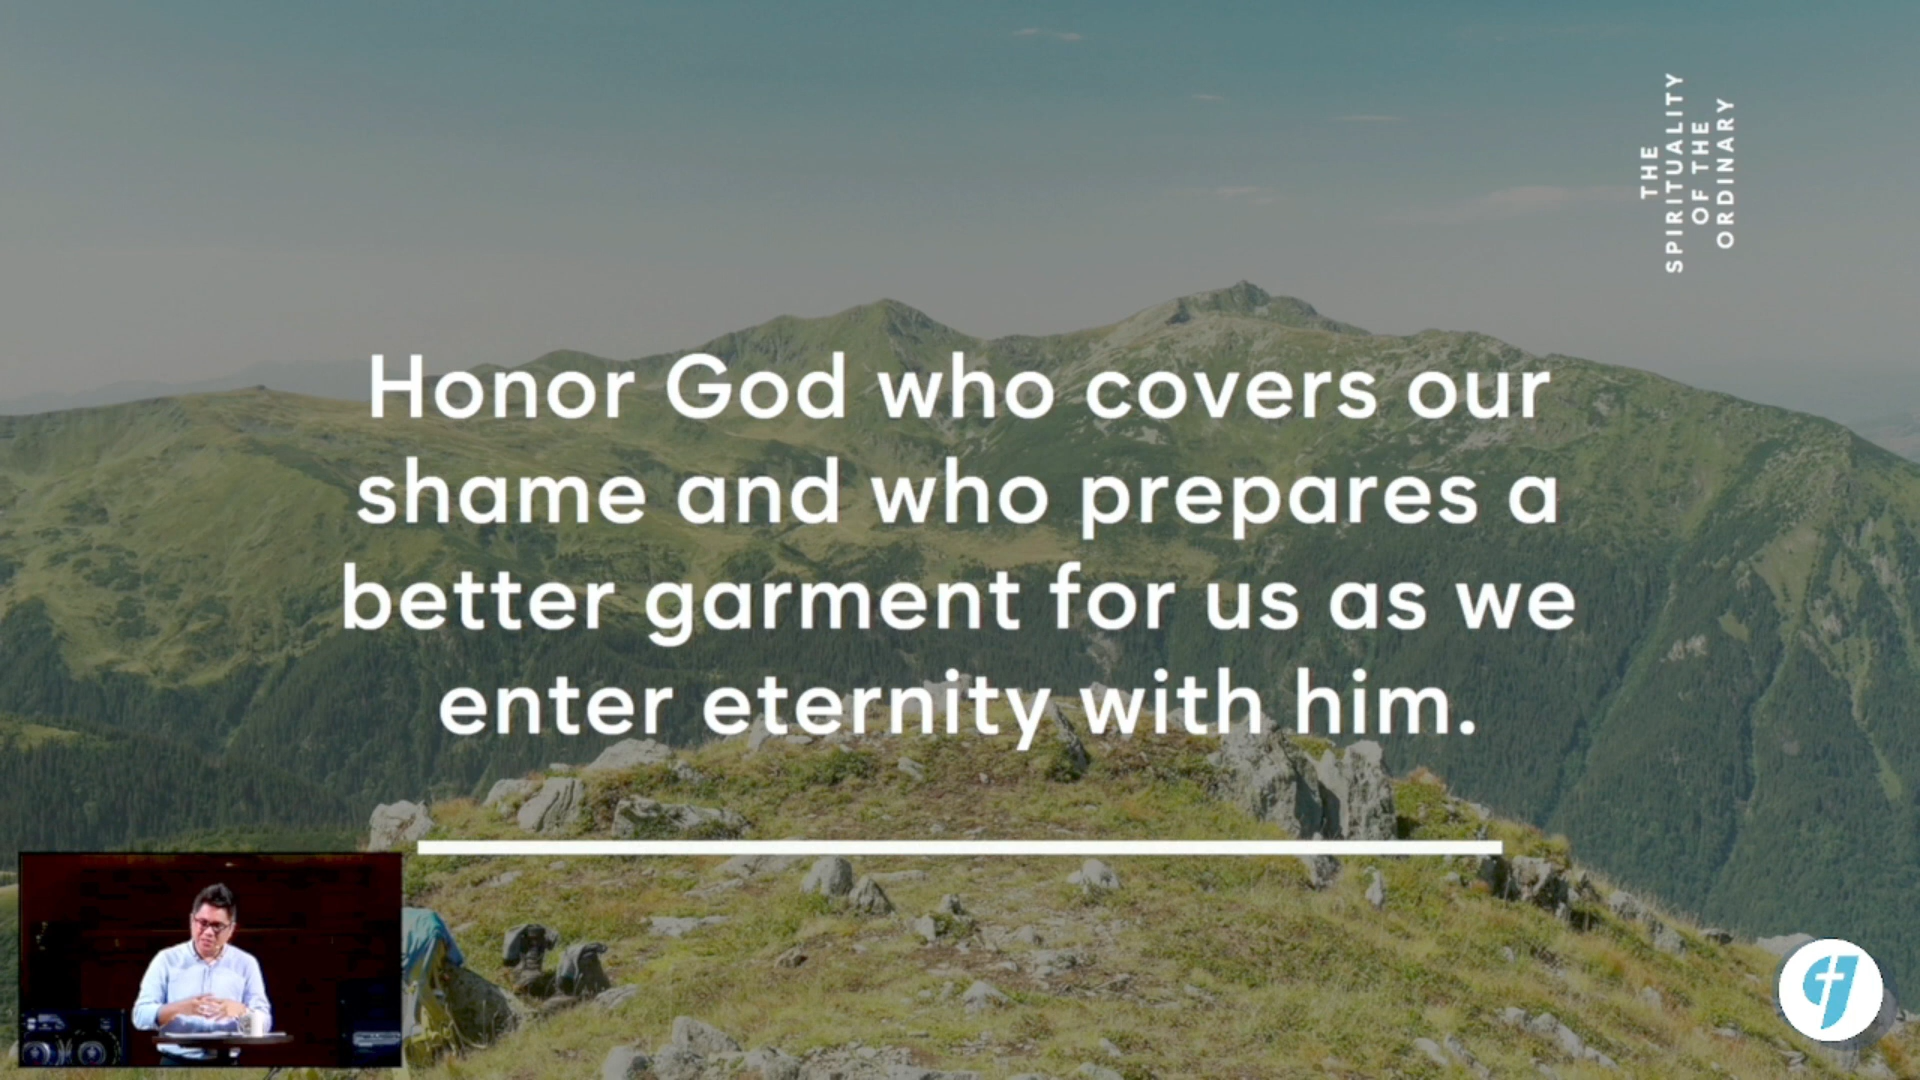 THE
SPIRITUALITY
OF THE
ORDINARY
Honor God who covers our
shame and who prepares a
better garment for us as we
enter eternity with him.